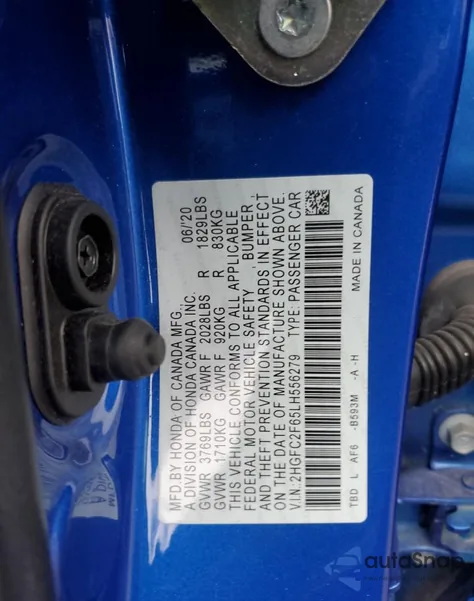 MFD.BY HONDA OF CANADA MFG. 06/'20
A DIVISION OF HONDA CANADA INC.
GVWR 3769LBS GAWR F 2028LBS R 1829LBS
GVWR 1710KG GAWR F 920KG R 830KG
THIS VEHICLE CONFORMS TO ALL APPLICABLE
FEDERAL MOTOR VEHICLE SAFETY, BUMPER
AND THEFT PREVENTION STANDARDS IN EFFECT
ON THE DATE OF MANUFACTURE SHOWN ABOVE.
V.I.N.:2HGFC2F65LH556279 TYPE:PASSENGER CAR
TBD L AF6 -B593M -A -H MADE IN CANADA
autoSnap